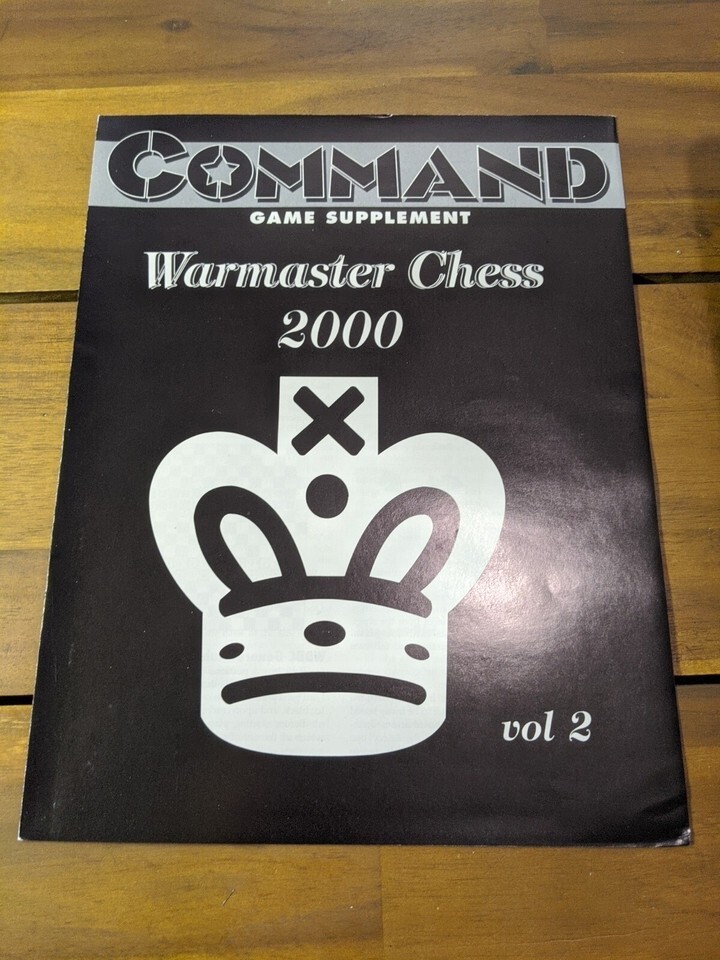 COMMAND
GAME SUPPLEMENT
Warmaster Chess
2000
vol 2